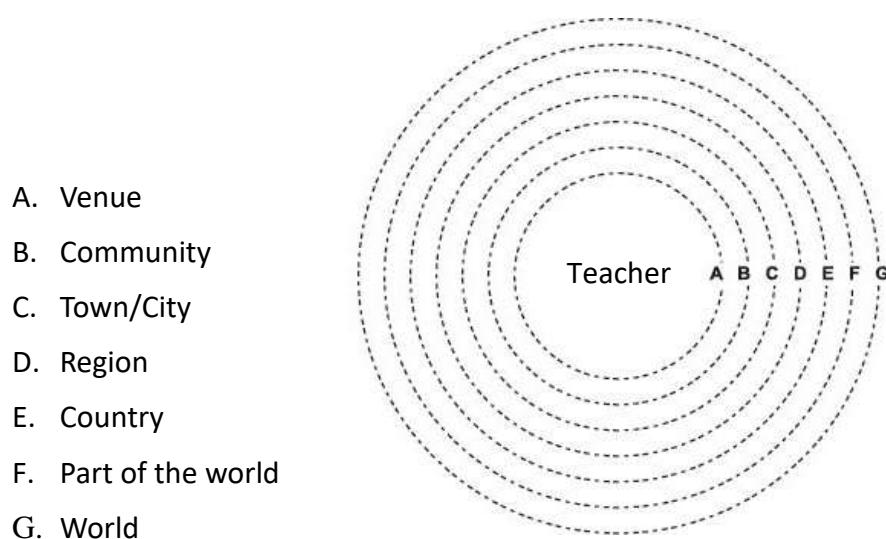 A. Venue
B. Community
C. Town/City
D. Region
E. Country
F. Part of the world
G. World
Teacher
A B C D E F G